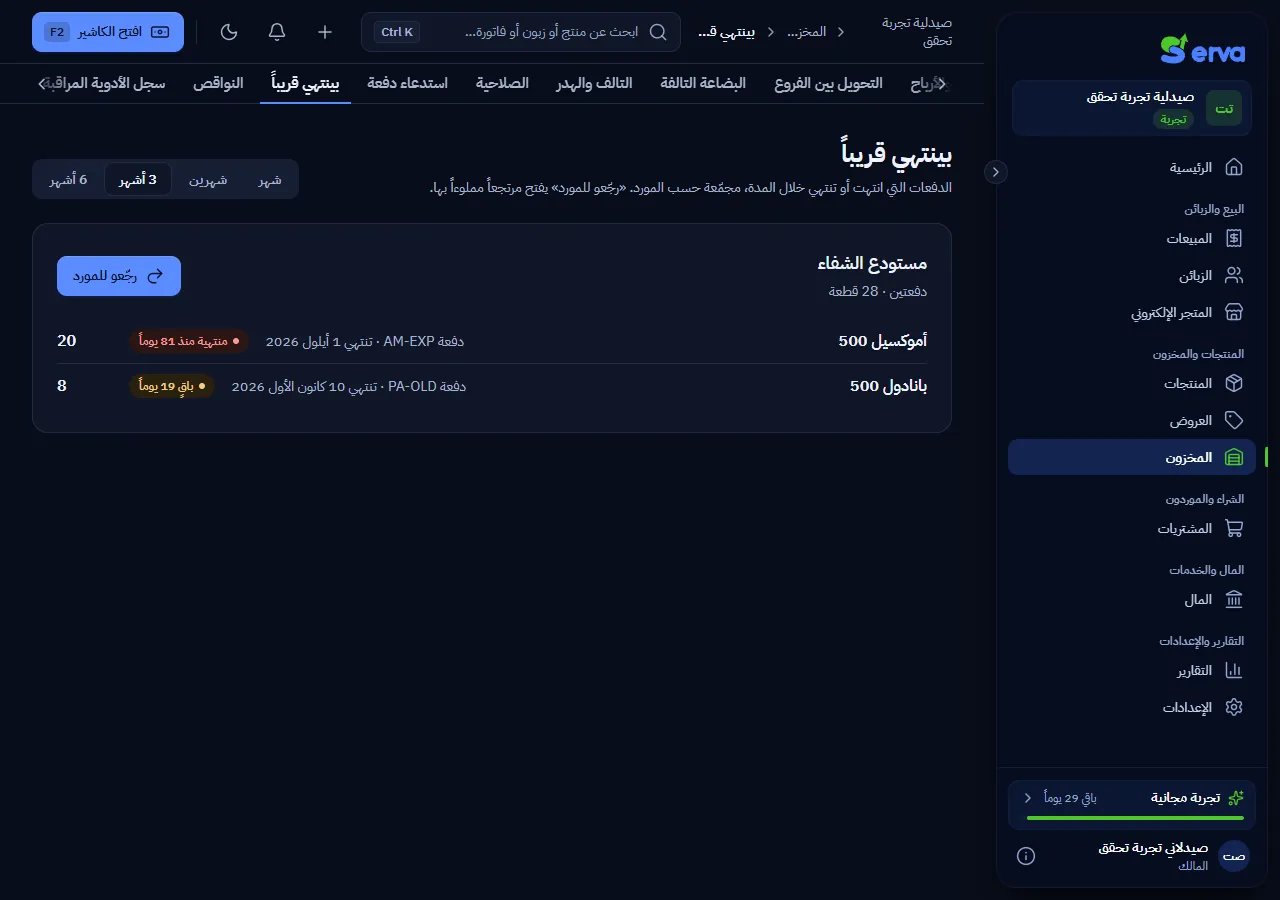 Serva
صيدلية تجربة تحقق
تجربة
تت
الرئيسية
البيع والزبائن
المبيعات
الزبائن
المتجر الإلكتروني
المنتجات والمخزون
المنتجات
العروض
المخزون
الشراء والموردون
المشتريات
المال والخدمات
المال
التقارير والإعدادات
التقارير
الإعدادات
تجربة مجانية
باقي 29 يوماً
صت
صيدلاني تجربة تحقق
المالك
صيدلية تجربة
تحقق
المخز...
بينتهي ق...
ابحث عن منتج أو زبون أو فاتورة...
Ctrl K
افتح الكاشير F2
الأرباح
التحويل بين الفروع
البضاعة التالفة
التالف والهدر
الصلاحية
استدعاء دفعة
بينتهي قريباً
النواقص
سجل الأدوية المراقبة
بينتهي قريباً
الدفعات التي انتهت أو تنتهي خلال المدة، مجمّعة حسب المورد. «رجّعو للمورد» يفتح مرتجعاً مملوءاً بها.
شهر
شهرين
3 أشهر
6 أشهر
مستودع الشفاء
دفعتين · 28 قطعة
رجّعو للمورد
أموكسيل 500
دفعة AM-EXP · تنتهي 1 أيلول 2026
منتهية منذ 81 يوماً
20
بانادول 500
دفعة PA-OLD · تنتهي 10 كانون الأول 2026
باقٍ 19 يوماً
8